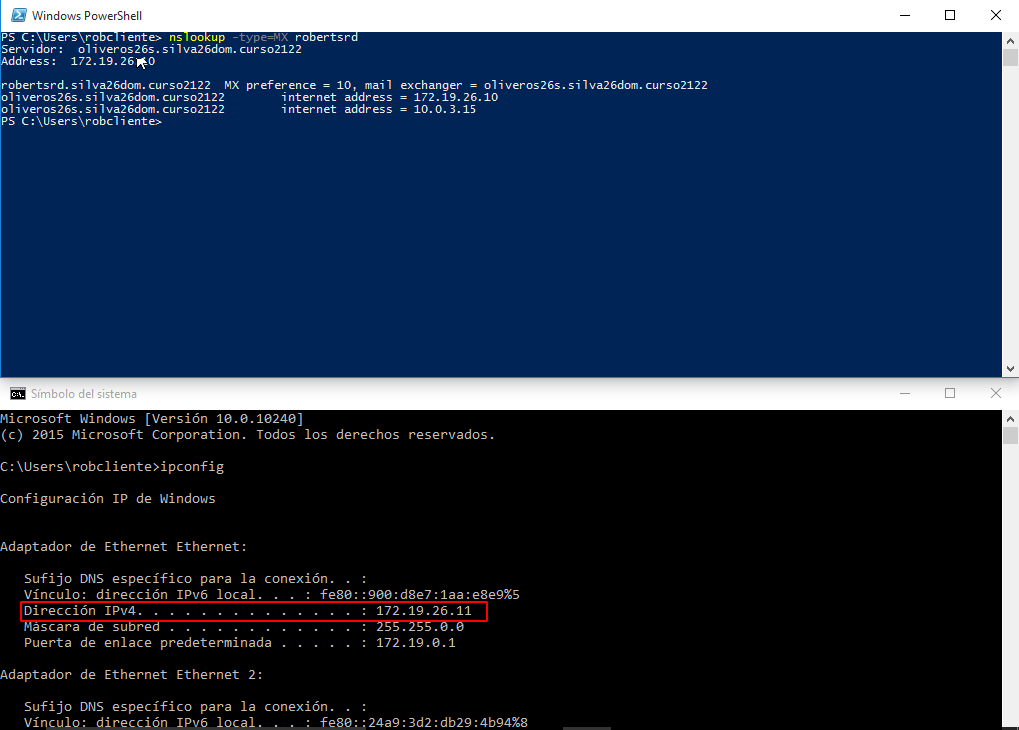 Windows PowerShell
PS C:\Users\robcliente> nslookup -type=MX robertsrd
Servidor:  oliveros26s.silva26dom.curso2122
Address:  172.19.26.10

robertsrd.silva26dom.curso2122  MX preference = 10, mail exchanger = oliveros26s.silva26dom.curso2122
oliveros26s.silva26dom.curso2122        internet address = 172.19.26.10
oliveros26s.silva26dom.curso2122        internet address = 10.0.3.15
PS C:\Users\robcliente>
Símbolo del sistema
Microsoft Windows [Versión 10.0.10240]
(c) 2015 Microsoft Corporation. Todos los derechos reservados.

C:\Users\robcliente>ipconfig

Configuración IP de Windows

Adaptador de Ethernet Ethernet:

   Sufijo DNS específico para la conexión. . :
   Vínculo: dirección IPv6 local. . . : fe80::900:d8e7:1aa:e8e9%5
   Dirección IPv4. . . . . . . . . . . . . . : 172.19.26.11
   Máscara de subred . . . . . . . . . . . . : 255.255.0.0
   Puerta de enlace predeterminada . . . . . : 172.19.0.1

Adaptador de Ethernet Ethernet 2:

   Sufijo DNS específico para la conexión. . :
   Vínculo: dirección IPv6 local. . . : fe80::24a9:3d2:db29:4b94%8